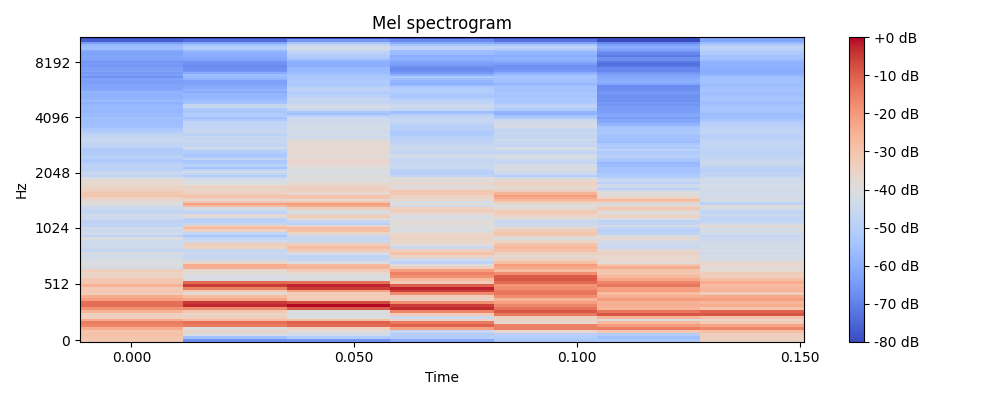 Mel spectrogram
Hz
8192
4096
2048
1024
512
0
0.000
0.050
0.100
0.150
Time
+0 dB
-10 dB
-20 dB
-30 dB
-40 dB
-50 dB
-60 dB
-70 dB
-80 dB